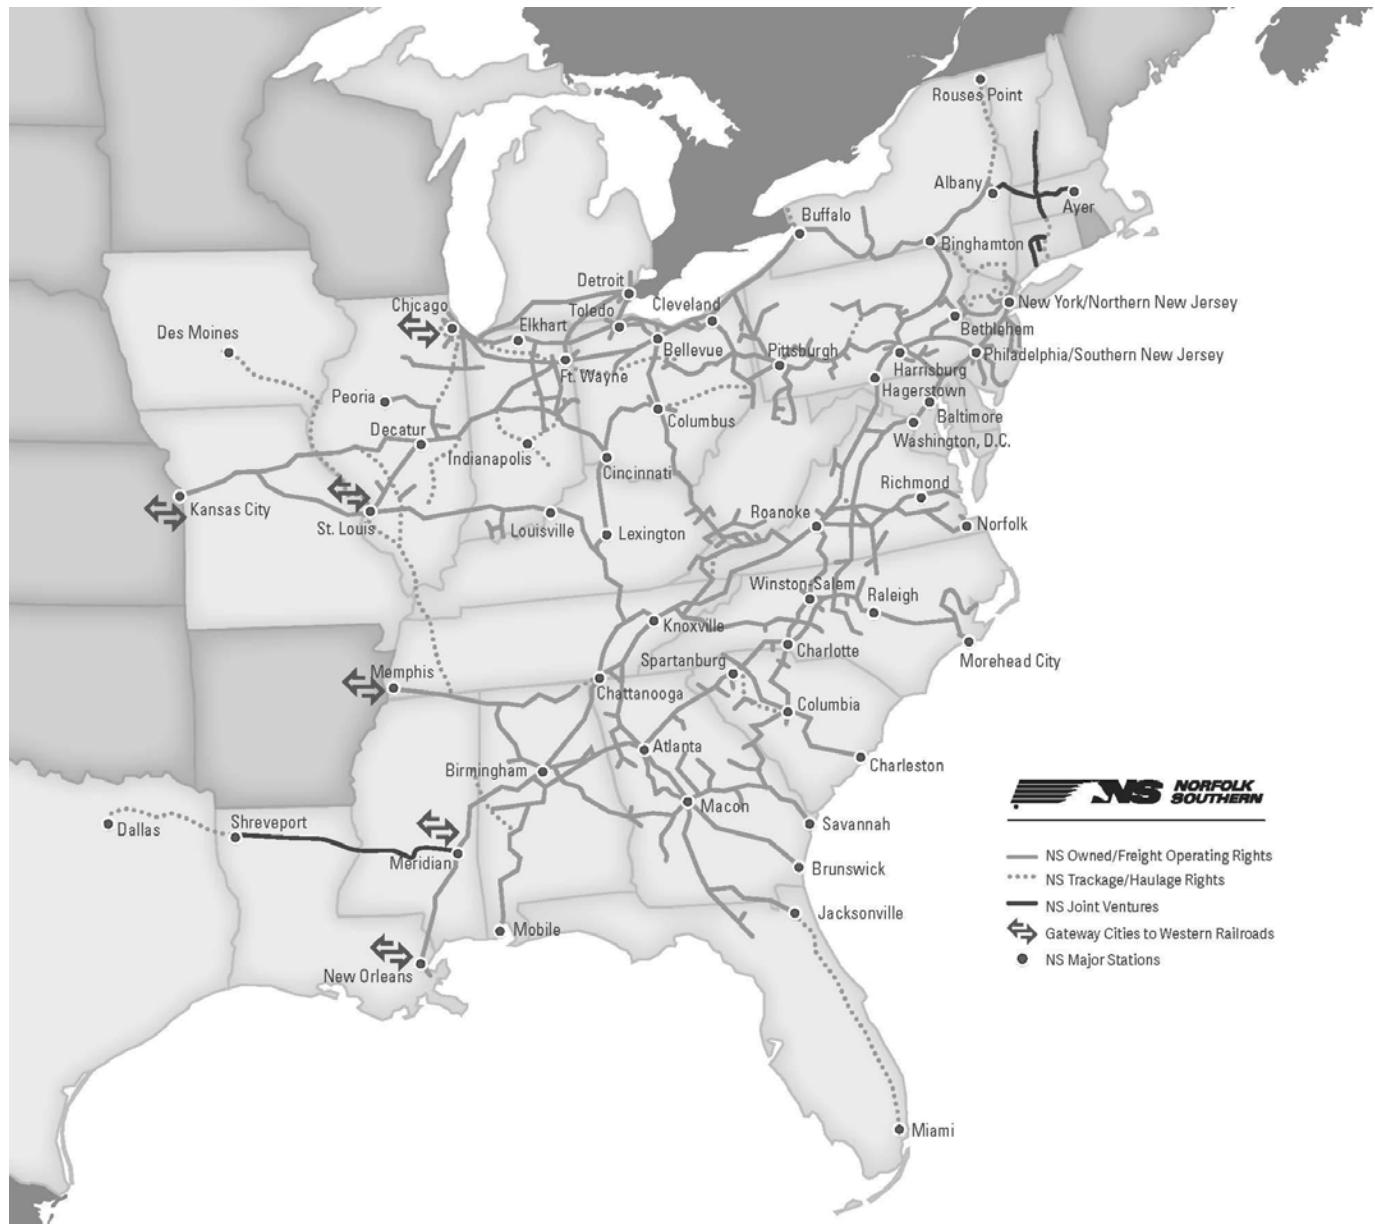 Rouses Point
Albany
Ayer
Buffalo
Binghamton
Detroit
Chicago
Toledo
Cleveland
New York/Northern New Jersey
Elkhart
Des Moines
Bethlehem
Bellevue
Pittsburgh
Philadelphia/Southern New Jersey
Harrisburg
Ft. Wayne
Hagerstown
Peoria
Columbus
Baltimore
Decatur
Washington, D.C.
Indianapolis
Cincinnati
Richmond
Kansas City
Roanoke
St. Louis
Louisville
Lexington
Norfolk
Winston-Salem
Raleigh
Knoxville
Charlotte
Morehead City
Spartanburg
Memphis
Chattanooga
Columbia
Atlanta
Charleston
Birmingham
NS NORFOLK
SOUTHERN
Macon
Shreveport
Dallas
Savannah
Meridian
NS Owned/Freight Operating Rights
Brunswick
NS Trackage/Haulage Rights
NS Joint Ventures
Jacksonville
Mobile
Gateway Cities to Western Railroads
NS Major Stations
New Orleans
Miami